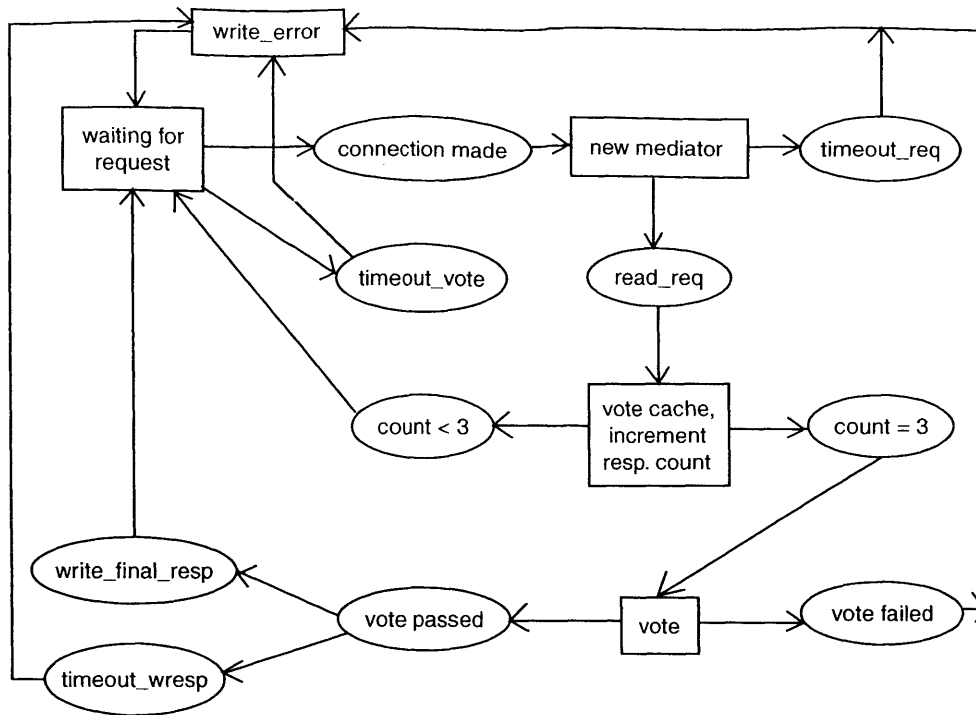 write_error
waiting for
request
connection made
new mediator
timeout_req
timeout_vote
read_req
count < 3
vote cache,
increment
resp. count
count = 3
write_final_resp
vote passed
vote
vote failed
timeout_wresp